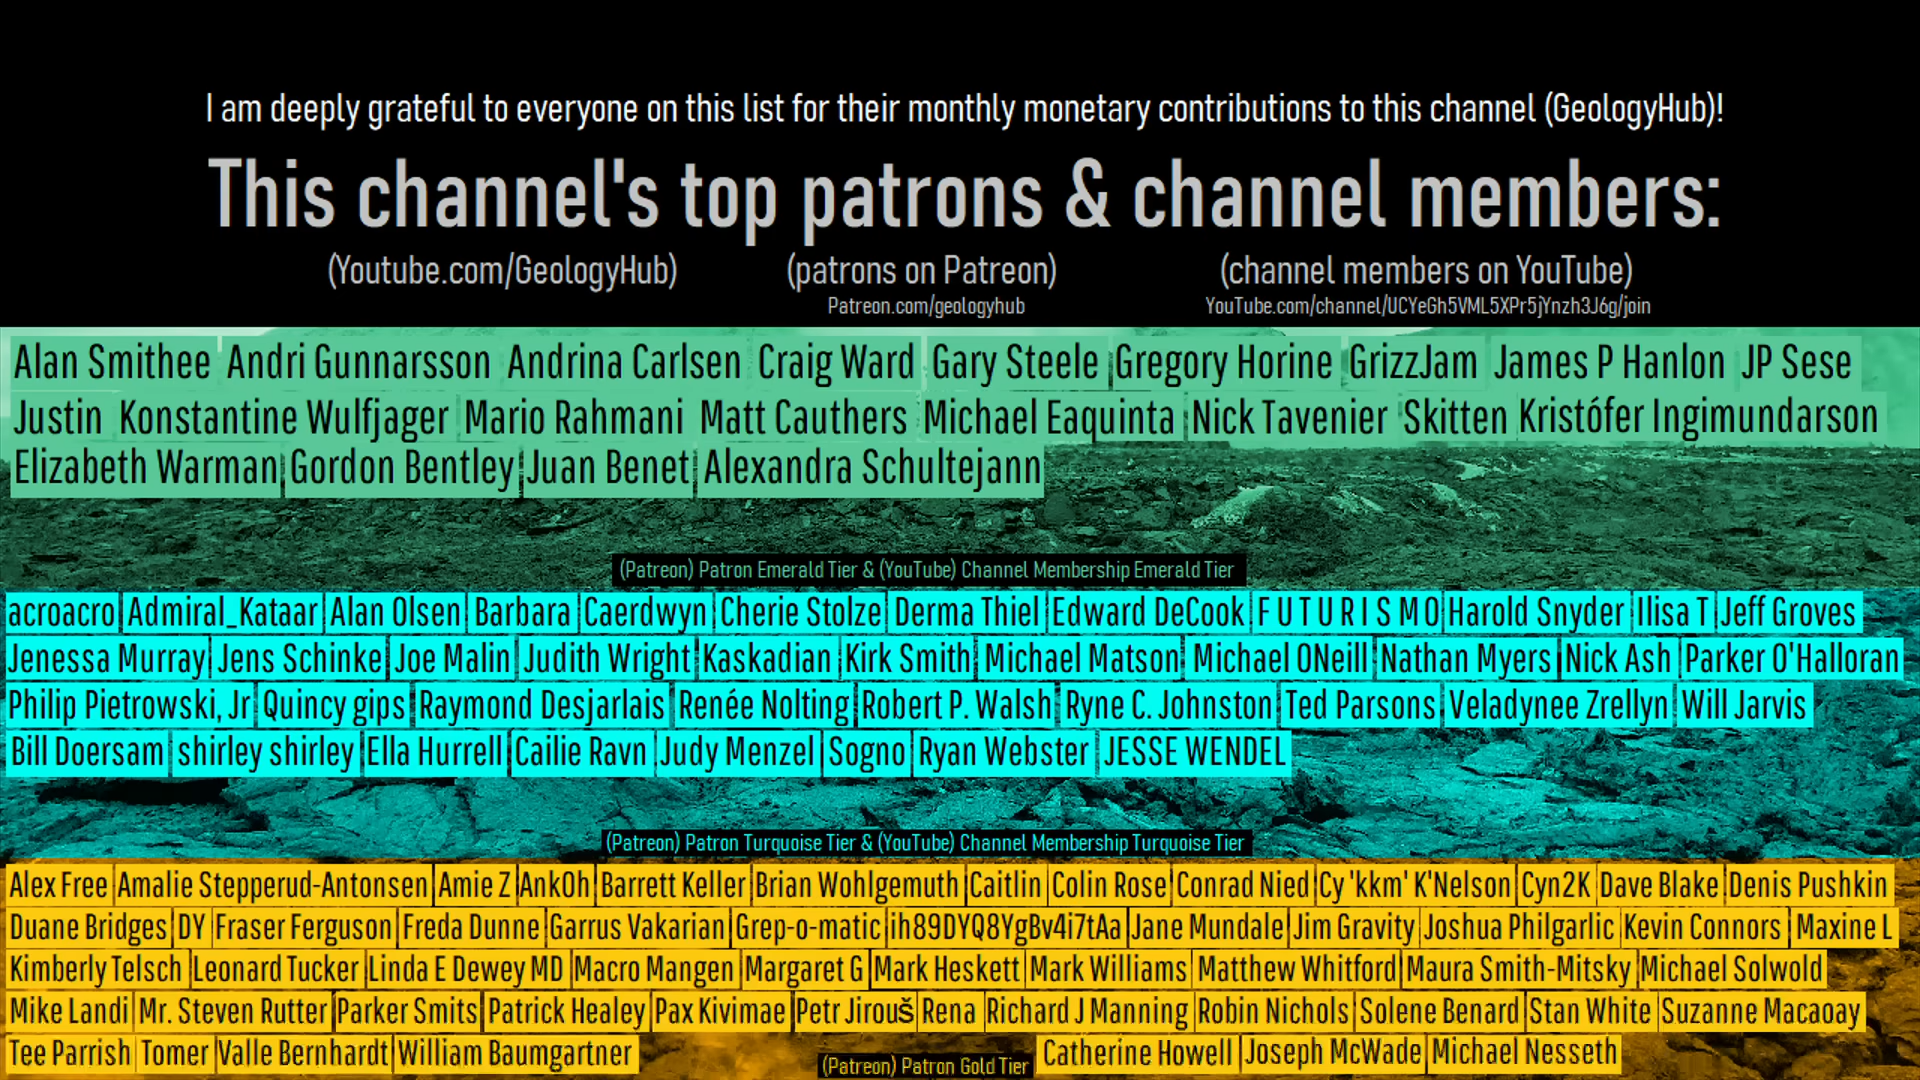 I am deeply grateful to everyone on this list for their monthly monetary contributions to this channel (GeologyHub)!
This channel's top patrons & channel members:
(Youtube.com/GeologyHub) (patrons on Patreon) (channel members on YouTube)
Patreon.com/geologyhub YouTube.com/channel/UCYeGh5VML5XPr5jYnzh3J6g/join
Alan Smithee Andri Gunnarsson Andrina Carlsen Craig Ward Gary Steele Gregory Horine GrizzJam James P Hanlon JP Sese
Justin Konstantine Wulfjager Mario Rahmani Matt Cauthers Michael Eaquinta Nick Tavenier Skitten Kristófer Ingimundarson
Elizabeth Warman Gordon Bentley Juan Benet Alexandra Schultejann
(Patreon) Patron Emerald Tier & (YouTube) Channel Membership Emerald Tier
acroacro Admiral_Kataar Alan Olsen Barbara Caerdwyn Cherie Stolze Derma Thiel Edward DeCook F U T U R I S M O Harold Snyder Ilisa T Jeff Groves
Jenessa Murray Jens Schinke Joe Malin Judith Wright Kaskadian Kirk Smith Michael Matson Michael ONeill Nathan Myers Nick Ash Parker O'Halloran
Philip Pietrowski, Jr Quincy gips Raymond Desjarlais Renée Nolting Robert P. Walsh Ryne C. Johnston Ted Parsons Veladynee Zrellyn Will Jarvis
Bill Doersam shirley shirley Ella Hurrell Cailie Ravn Judy Menzel Sogno Ryan Webster JESSE WENDEL
(Patreon) Patron Turquoise Tier & (YouTube) Channel Membership Turquoise Tier
Alex Free Amalie Stepperud-Antonsen Amie Z AnkOh Barrett Keller Brian Wohlgemuth Caitlin Colin Rose Conrad Nied Cy 'kkm' K'Nelson Cyn2K Dave Blake Denis Pushkin
Duane Bridges DY Fraser Ferguson Freda Dunne Garrus Vakarian Grep-o-matic ih89DYQ8YgBv4i7tAa Jane Mundale Jim Gravity Joshua Philgarlic Kevin Connors Maxine L
Kimberly Telsch Leonard Tucker Linda E Dewey MD Macro Mangen Margaret G Mark Heskett Mark Williams Matthew Whitford Maura Smith-Mitsky Michael Solwold
Mike Landi Mr. Steven Rutter Parker Smits Patrick Healey Pax Kivimae Petr Jirouš Rena Richard J Manning Robin Nichols Solene Benard Stan White Suzanne Macaoay
Tee Parrish Tomer Valle Bernhardt William Baumgartner (Patreon) Patron Gold Tier Catherine Howell Joseph McWade Michael Nesseth